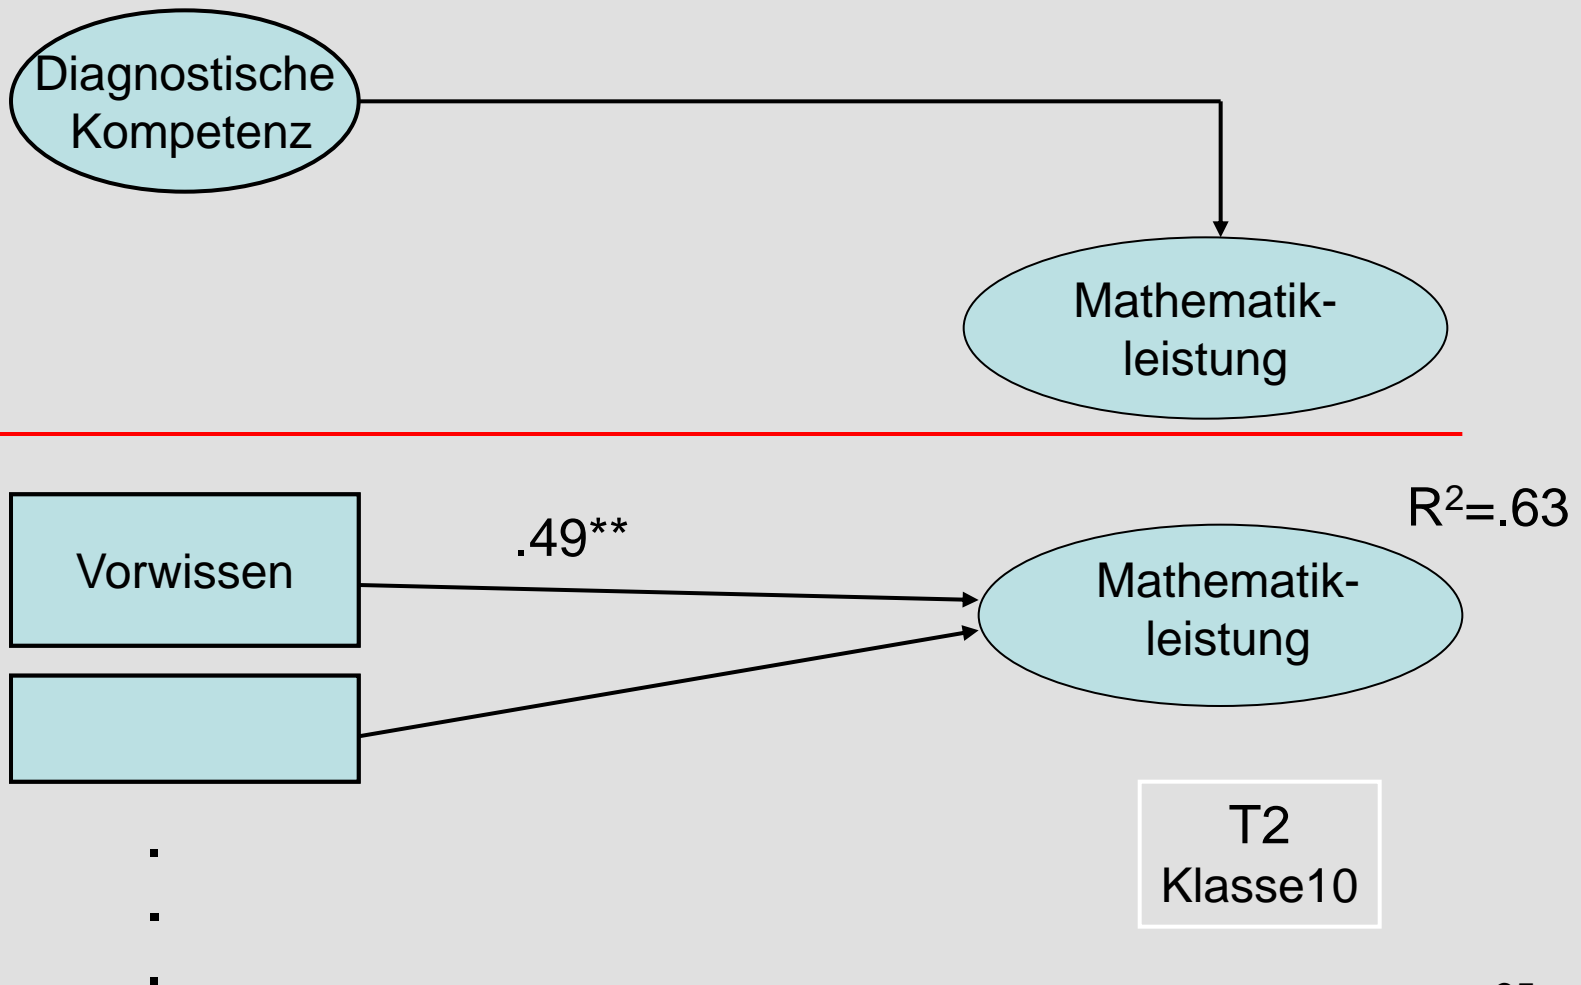 Diagnostische
Kompetenz
Mathematik-
leistung
R²=.63
.49**
Vorwissen
Mathematik-
leistung
T2
Klasse10